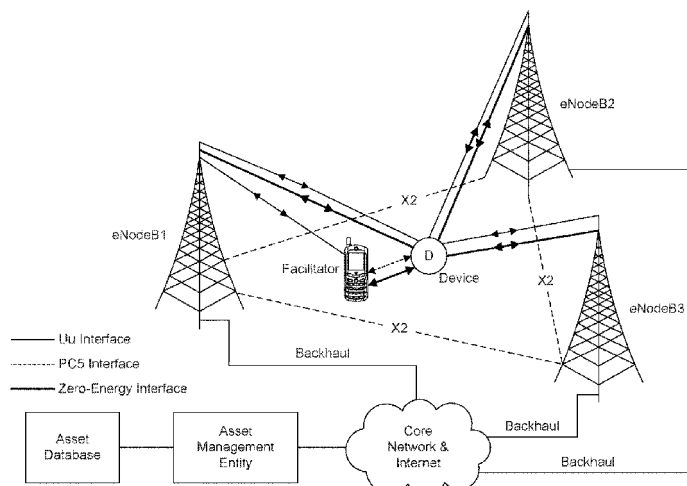 eNodeB2
X2
eNodeB1
Facilitator
D
Device
X2
eNodeB3
X2
Uu Interface
PC5 Interface
Zero-Energy Interface
Backhaul
Asset
Database
Asset
Management
Entity
Core
Network &
Internet
Backhaul
Backhaul